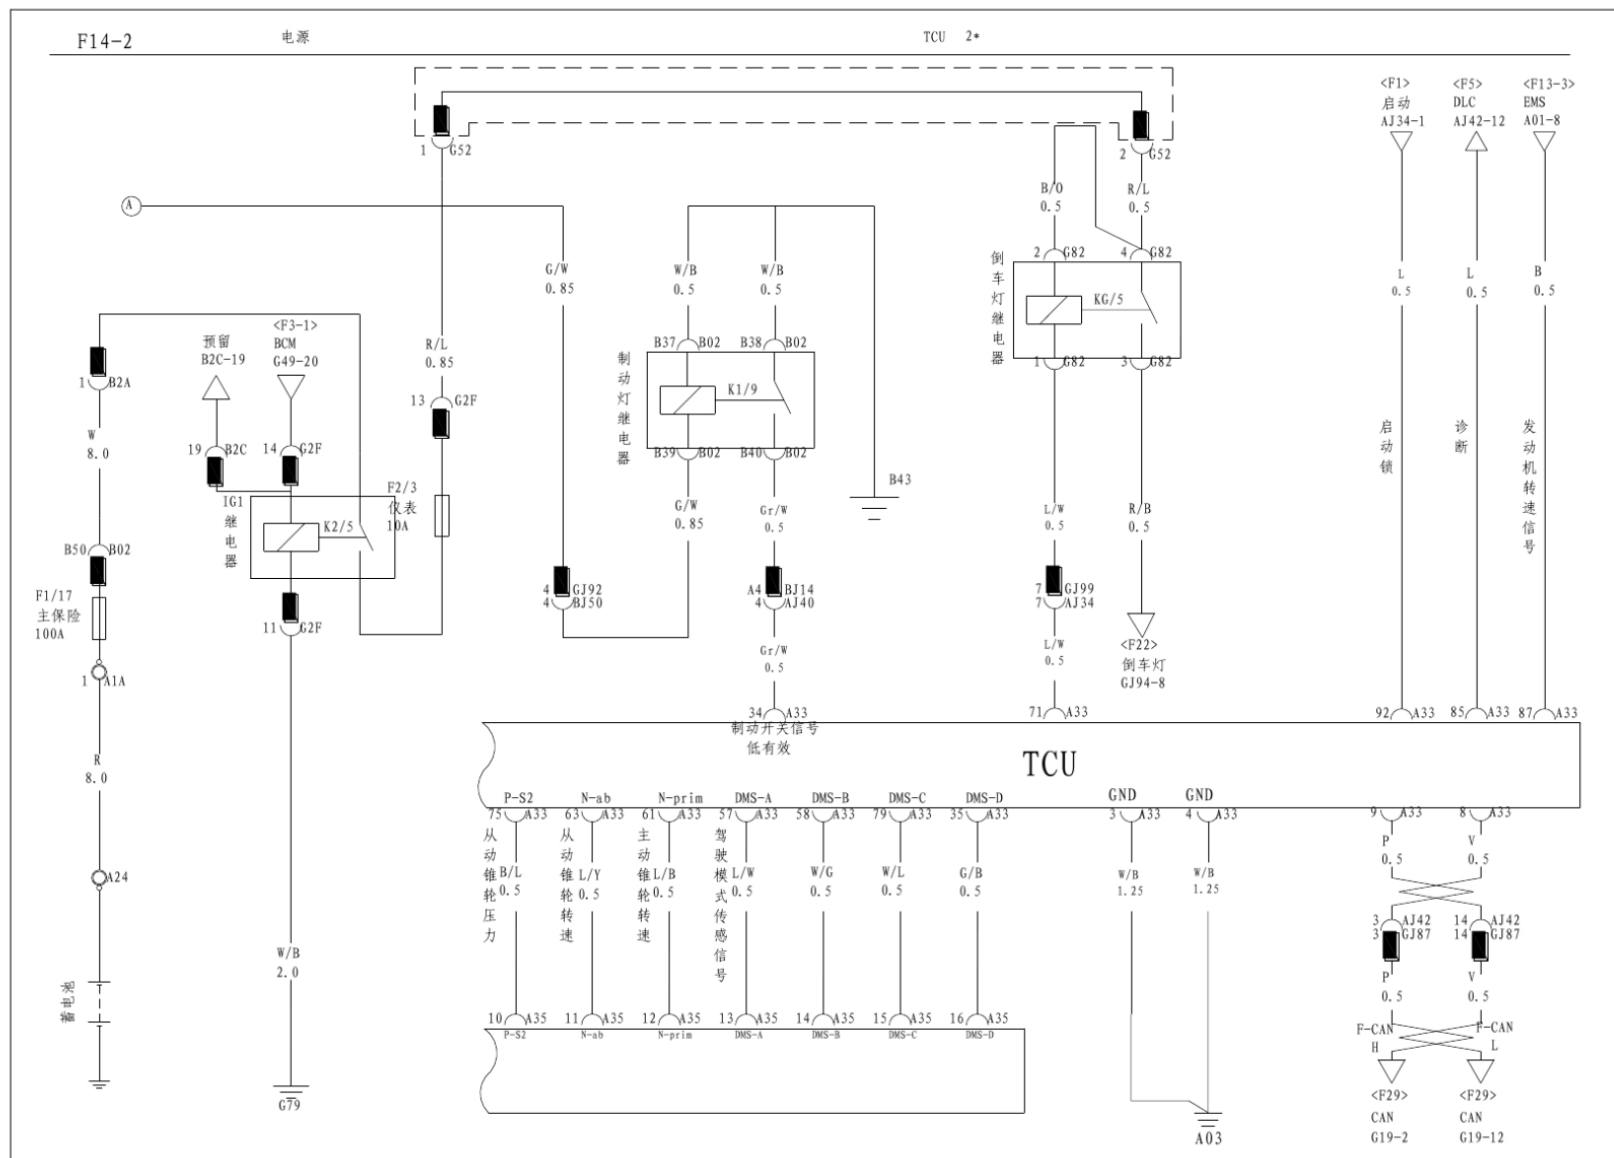 F14-2
电源
TCU 2*
1 G52
2 G52
<F1>
启动
AJ34-1
<F5>
DLC
AJ42-12
<F13-3>
EMS
A01-8
A
B/O
0.5
R/L
0.5
G/W
0.85
W/B
0.5
W/B
0.5
2 G82
4 G82
倒车灯继电器
KG/5
1 G82
3 G82
L
0.5
L
0.5
B
0.5
预留
B2C-19
<F3-1>
BCM
G49-20
R/L
0.85
B37 B02
B38 B02
制动灯继电器
K1/9
B39 B02
B40 B02
1 B2A
13 G2F
W
8.0
19 B2C
14 G2F
启动锁
诊断
发动机转速信号
B43
F2/3
仪表
10A
IG1
继电器
K2/5
G/W
0.85
Gr/W
0.5
L/W
0.5
R/B
0.5
B50 B02
F1/17
主保险
100A
11 G2F
4 GJ92
4 BJ50
A4 BJ14
4 AJ40
7 GJ99
7 AJ34
Gr/W
0.5
L/W
0.5
<F22>
倒车灯
GJ94-8
1 A1A
34 A33
71 A33
92 A33
85 A33
87 A33
制动开关信号
低有效
TCU
R
8.0
P-S2
N-ab
N-prim
DMS-A
DMS-B
DMS-C
DMS-D
GND
GND
75 A33
63 A33
61 A33
57 A33
58 A33
79 A33
35 A33
3 A33
4 A33
9 A33
8 A33
从动锥轮压力
从动锥轮转速
主动锥轮转速
驾驶模式传感信号
B/L
0.5
L/Y
0.5
L/B
0.5
L/W
0.5
W/G
0.5
W/L
0.5
G/B
0.5
W/B
1.25
W/B
1.25
P
0.5
V
0.5
A24
3 AJ42
3 GJ87
14 AJ42
14 GJ87
W/B
2.0
P
0.5
V
0.5
蓄电池
10 A35
11 A35
12 A35
13 A35
14 A35
15 A35
16 A35
P-S2
N-ab
N-prim
DMS-A
DMS-B
DMS-C
DMS-D
F-CAN
H
F-CAN
L
G79
A03
<F29>
CAN
G19-2
<F29>
CAN
G19-12